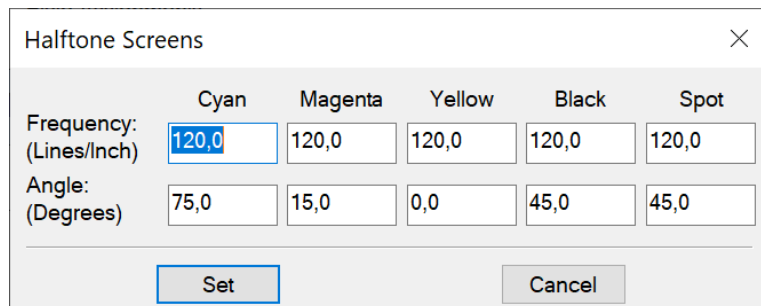 Halftone Screens
Cyan Magenta Yellow Black Spot
Frequency:
(Lines/Inch) 120,0 120,0 120,0 120,0 120,0
Angle:
(Degrees) 75,0 15,0 0,0 45,0 45,0
Set Cancel